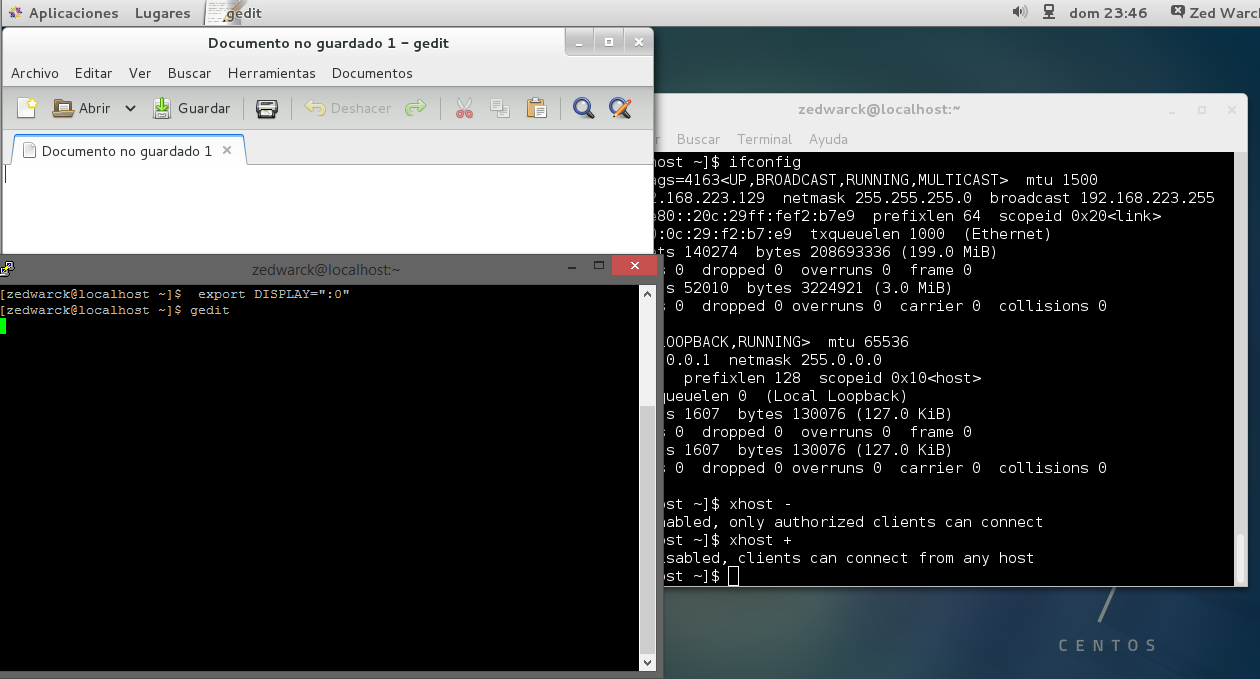 Aplicaciones Lugares gedit dom 23:46 Zed Warc
Documento no guardado 1 - gedit
Archivo Editar Ver Buscar Herramientas Documentos
Abrir Guardar Deshacer
Documento no guardado 1
zedwarck@localhost:~
[zedwarck@localhost ~]$  export DISPLAY=":0"
[zedwarck@localhost ~]$ gedit
zedwarck@localhost:~
r Buscar Terminal Ayuda
ost ~]$ ifconfig
ags=4163<UP,BROADCAST,RUNNING,MULTICAST>  mtu 1500
2.168.223.129  netmask 255.255.255.0  broadcast 192.168.223.255
e80::20c:29ff:fef2:b7e9  prefixlen 64  scopeid 0x20<link>
0:0c:29:f2:b7:e9  txqueuelen 1000  (Ethernet)
ts 140274  bytes 208693336 (199.0 MiB)
s 0  dropped 0  overruns 0  frame 0
s 52010  bytes 3224921 (3.0 MiB)
s 0  dropped 0 overruns 0  carrier 0  collisions 0
LOOPBACK,RUNNING>  mtu 65536
.0.0.1  netmask 255.0.0.0
prefixlen 128  scopeid 0x10<host>
queuelen 0  (Local Loopback)
s 1607  bytes 130076 (127.0 KiB)
s 0  dropped 0  overruns 0  frame 0
s 1607  bytes 130076 (127.0 KiB)
s 0  dropped 0 overruns 0  carrier 0  collisions 0
ost ~]$ xhost -
nabled, only authorized clients can connect
ost ~]$ xhost +
isabled, clients can connect from any host
ost ~]$
7
CENTOS